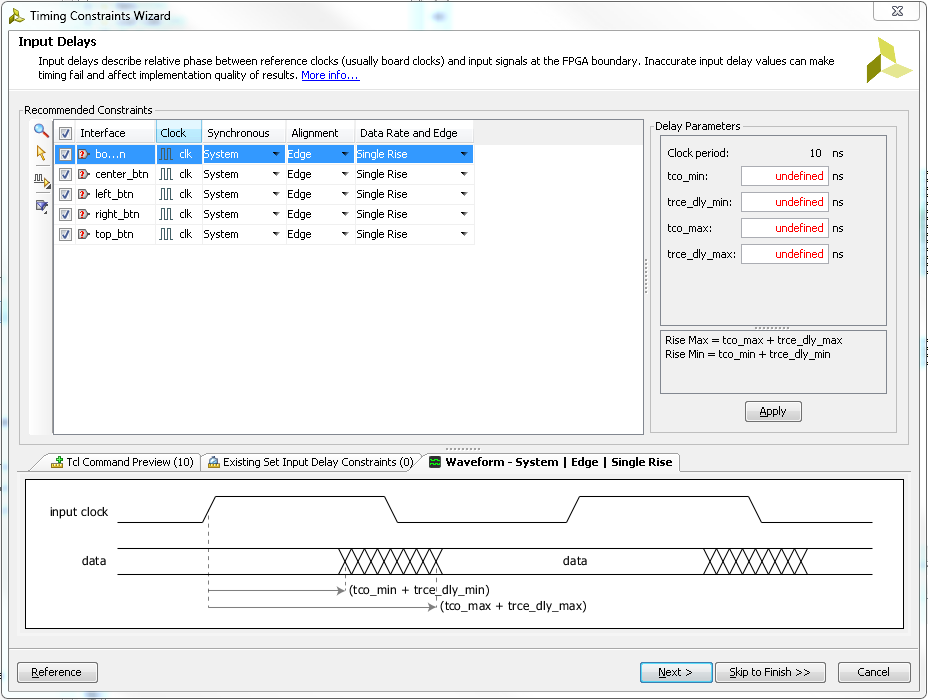 Timing Constraints Wizard
Input Delays
Input delays describe relative phase between reference clocks (usually board clocks) and input signals at the FPGA boundary. Inaccurate input delay values can make
timing fail and affect implementation quality of results. More info...
Recommended Constraints
Interface Clock Synchronous Alignment Data Rate and Edge
bo...n clk System Edge Single Rise
center_btn clk System Edge Single Rise
left_btn clk System Edge Single Rise
right_btn clk System Edge Single Rise
top_btn clk System Edge Single Rise
Delay Parameters
Clock period: 10 ns
tco_min: undefined ns
trce_dly_min: undefined ns
tco_max: undefined ns
trce_dly_max: undefined ns
Rise Max = tco_max + trce_dly_max
Rise Min = tco_min + trce_dly_min
Apply
Tcl Command Preview (10) Existing Set Input Delay Constraints (0) Waveform - System | Edge | Single Rise
input clock
data data
(tco_min + trce_dly_min)
(tco_max + trce_dly_max)
Reference Next > Skip to Finish >> Cancel